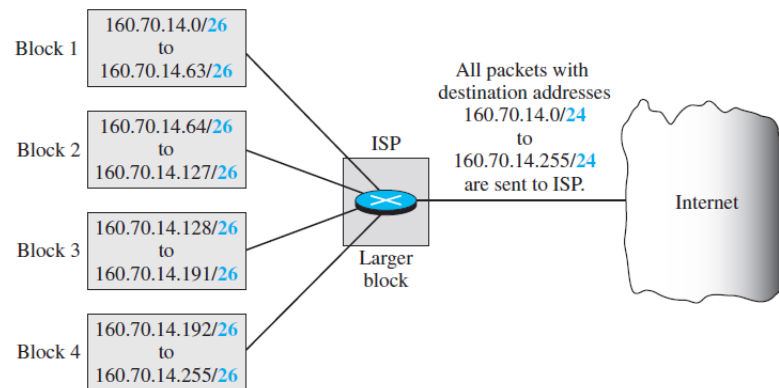 Block 1
160.70.14.0/26
to
160.70.14.63/26
Block 2
160.70.14.64/26
to
160.70.14.127/26
Block 3
160.70.14.128/26
to
160.70.14.191/26
Block 4
160.70.14.192/26
to
160.70.14.255/26
ISP
Larger
block
All packets with
destination addresses
160.70.14.0/24
to
160.70.14.255/24
are sent to ISP.
Internet